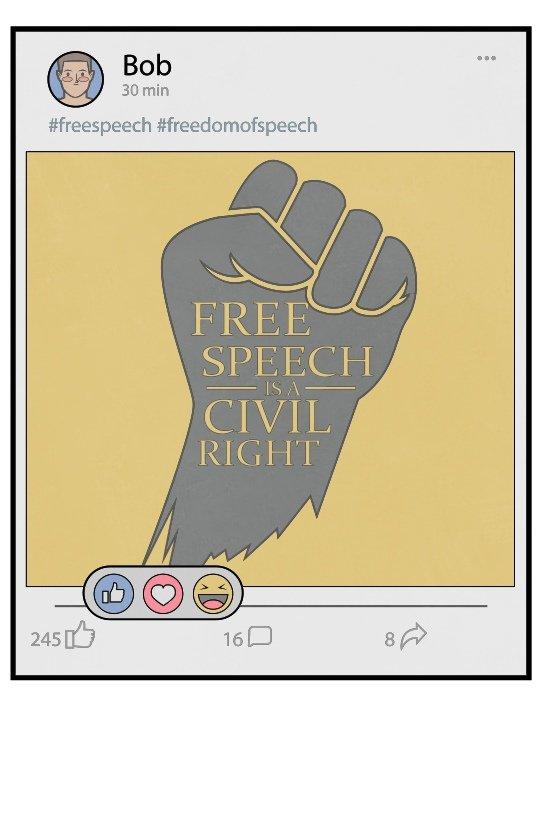 Bob
30 min
#freespeech #freedomofspeech
FREE
SPEECH
IS A
CIVIL
RIGHT
245
16
8